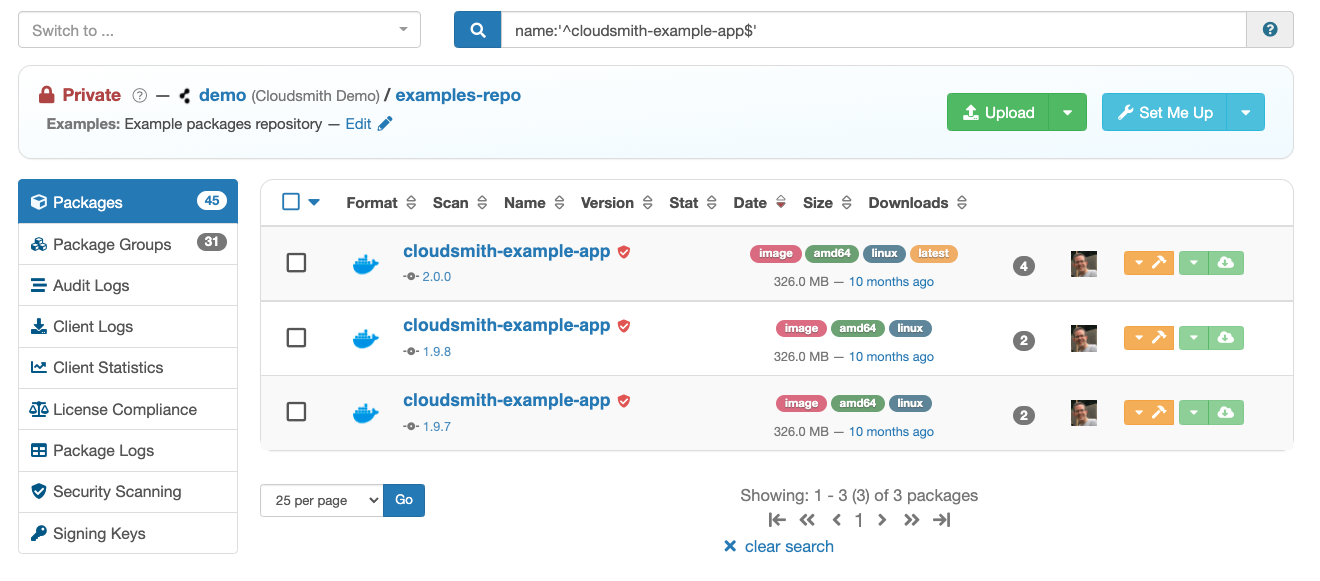 Switch to ...
name:'^cloudsmith-example-app$'
Private — demo (Cloudsmith Demo) / examples-repo
Examples: Example packages repository — Edit
Upload
Set Me Up
Packages 45
Package Groups 31
Audit Logs
Client Logs
Client Statistics
License Compliance
Package Logs
Security Scanning
Signing Keys
Format Scan Name Version Stat Date Size Downloads
cloudsmith-example-app image amd64 linux latest
2.0.0 326.0 MB — 10 months ago 4
cloudsmith-example-app image amd64 linux
1.9.8 326.0 MB — 10 months ago 2
cloudsmith-example-app image amd64 linux
1.9.7 326.0 MB — 10 months ago 2
25 per page Go
Showing: 1 - 3 (3) of 3 packages
1
clear search